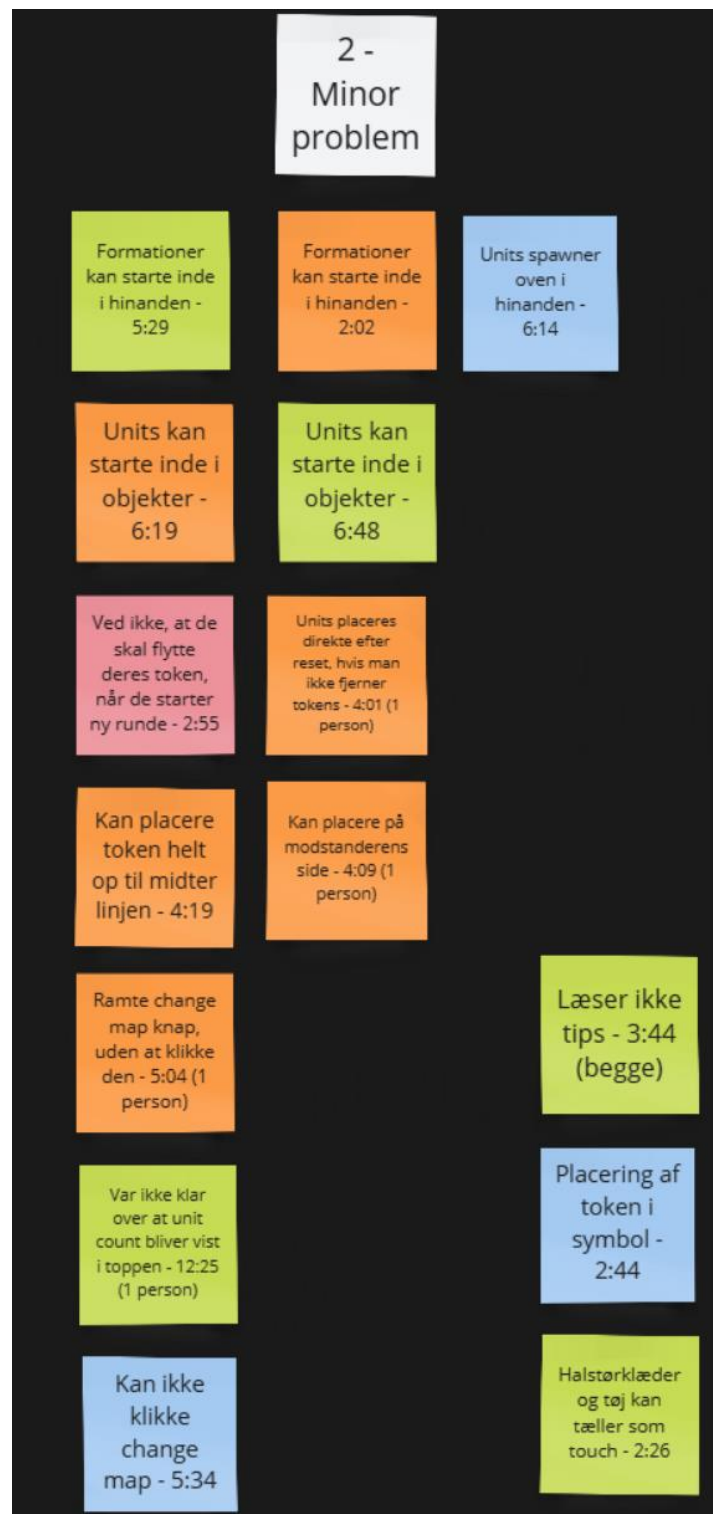 2 -
Minor
problem
Formationer
kan starte inde
i hinanden -
5:29
Formationer
kan starte inde
i hinanden -
2:02
Units spawner
oven i
hinanden -
6:14
Units kan
starte inde i
objekter -
6:19
Units kan
starte inde i
objekter -
6:48
Ved ikke, at de
skal flytte
deres token,
når de starter
ny runde - 2:55
Units placeres
direkte efter
reset, hvis man
ikke fjerner
tokens - 4:01 (1
person)
Kan placere
token helt
op til midter
linjen - 4:19
Kan placere på
modstanderens
side - 4:09 (1
person)
Ramte change
map knap,
uden at klikke
den - 5:04 (1
person)
Læser ikke
tips - 3:44
(begge)
Var ikke klar
over at unit
count bliver vist
i toppen - 12:25
(1 person)
Placering af
token i
symbol -
2:44
Kan ikke
klikke
change
map - 5:34
Halstørklæder
og tøj kan
tæller som
touch - 2:26